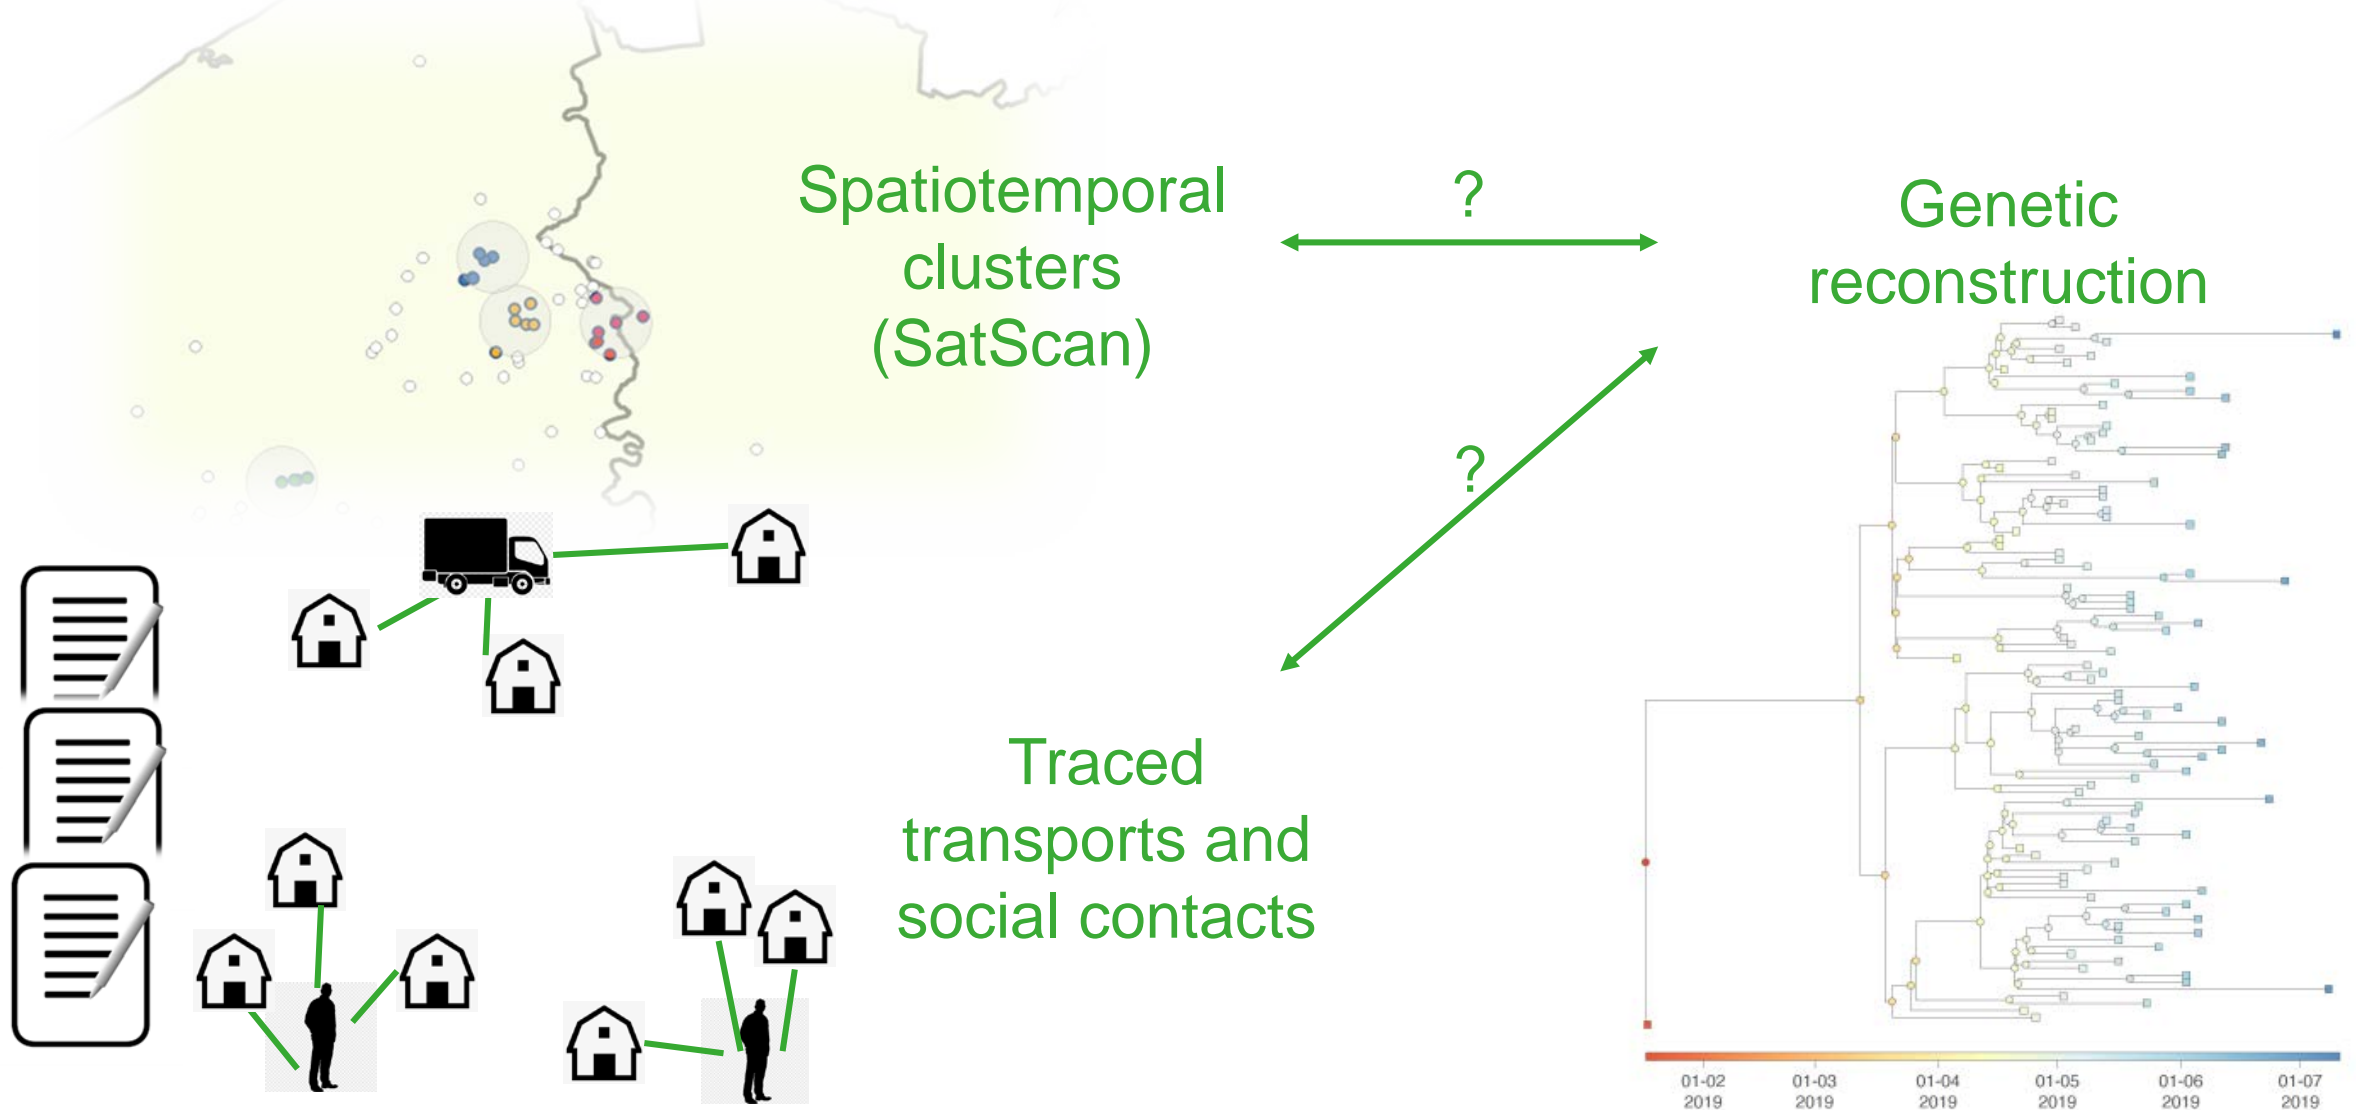 Spatiotemporal
clusters
(SatScan)
?
Genetic
reconstruction
?
Traced
transports and
social contacts
01-02
2019
01-03
2019
01-04
2019
01-05
2019
01-06
2019
01-07
2019